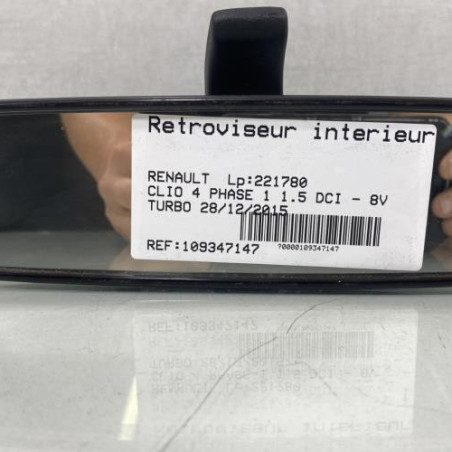 Retroviseur interieur
RENAULT Lp:221780
CLIO 4 PHASE 1 1.5 DCI - 8V
TURBO 28/12/2015
REF:109347147
?0000109347147